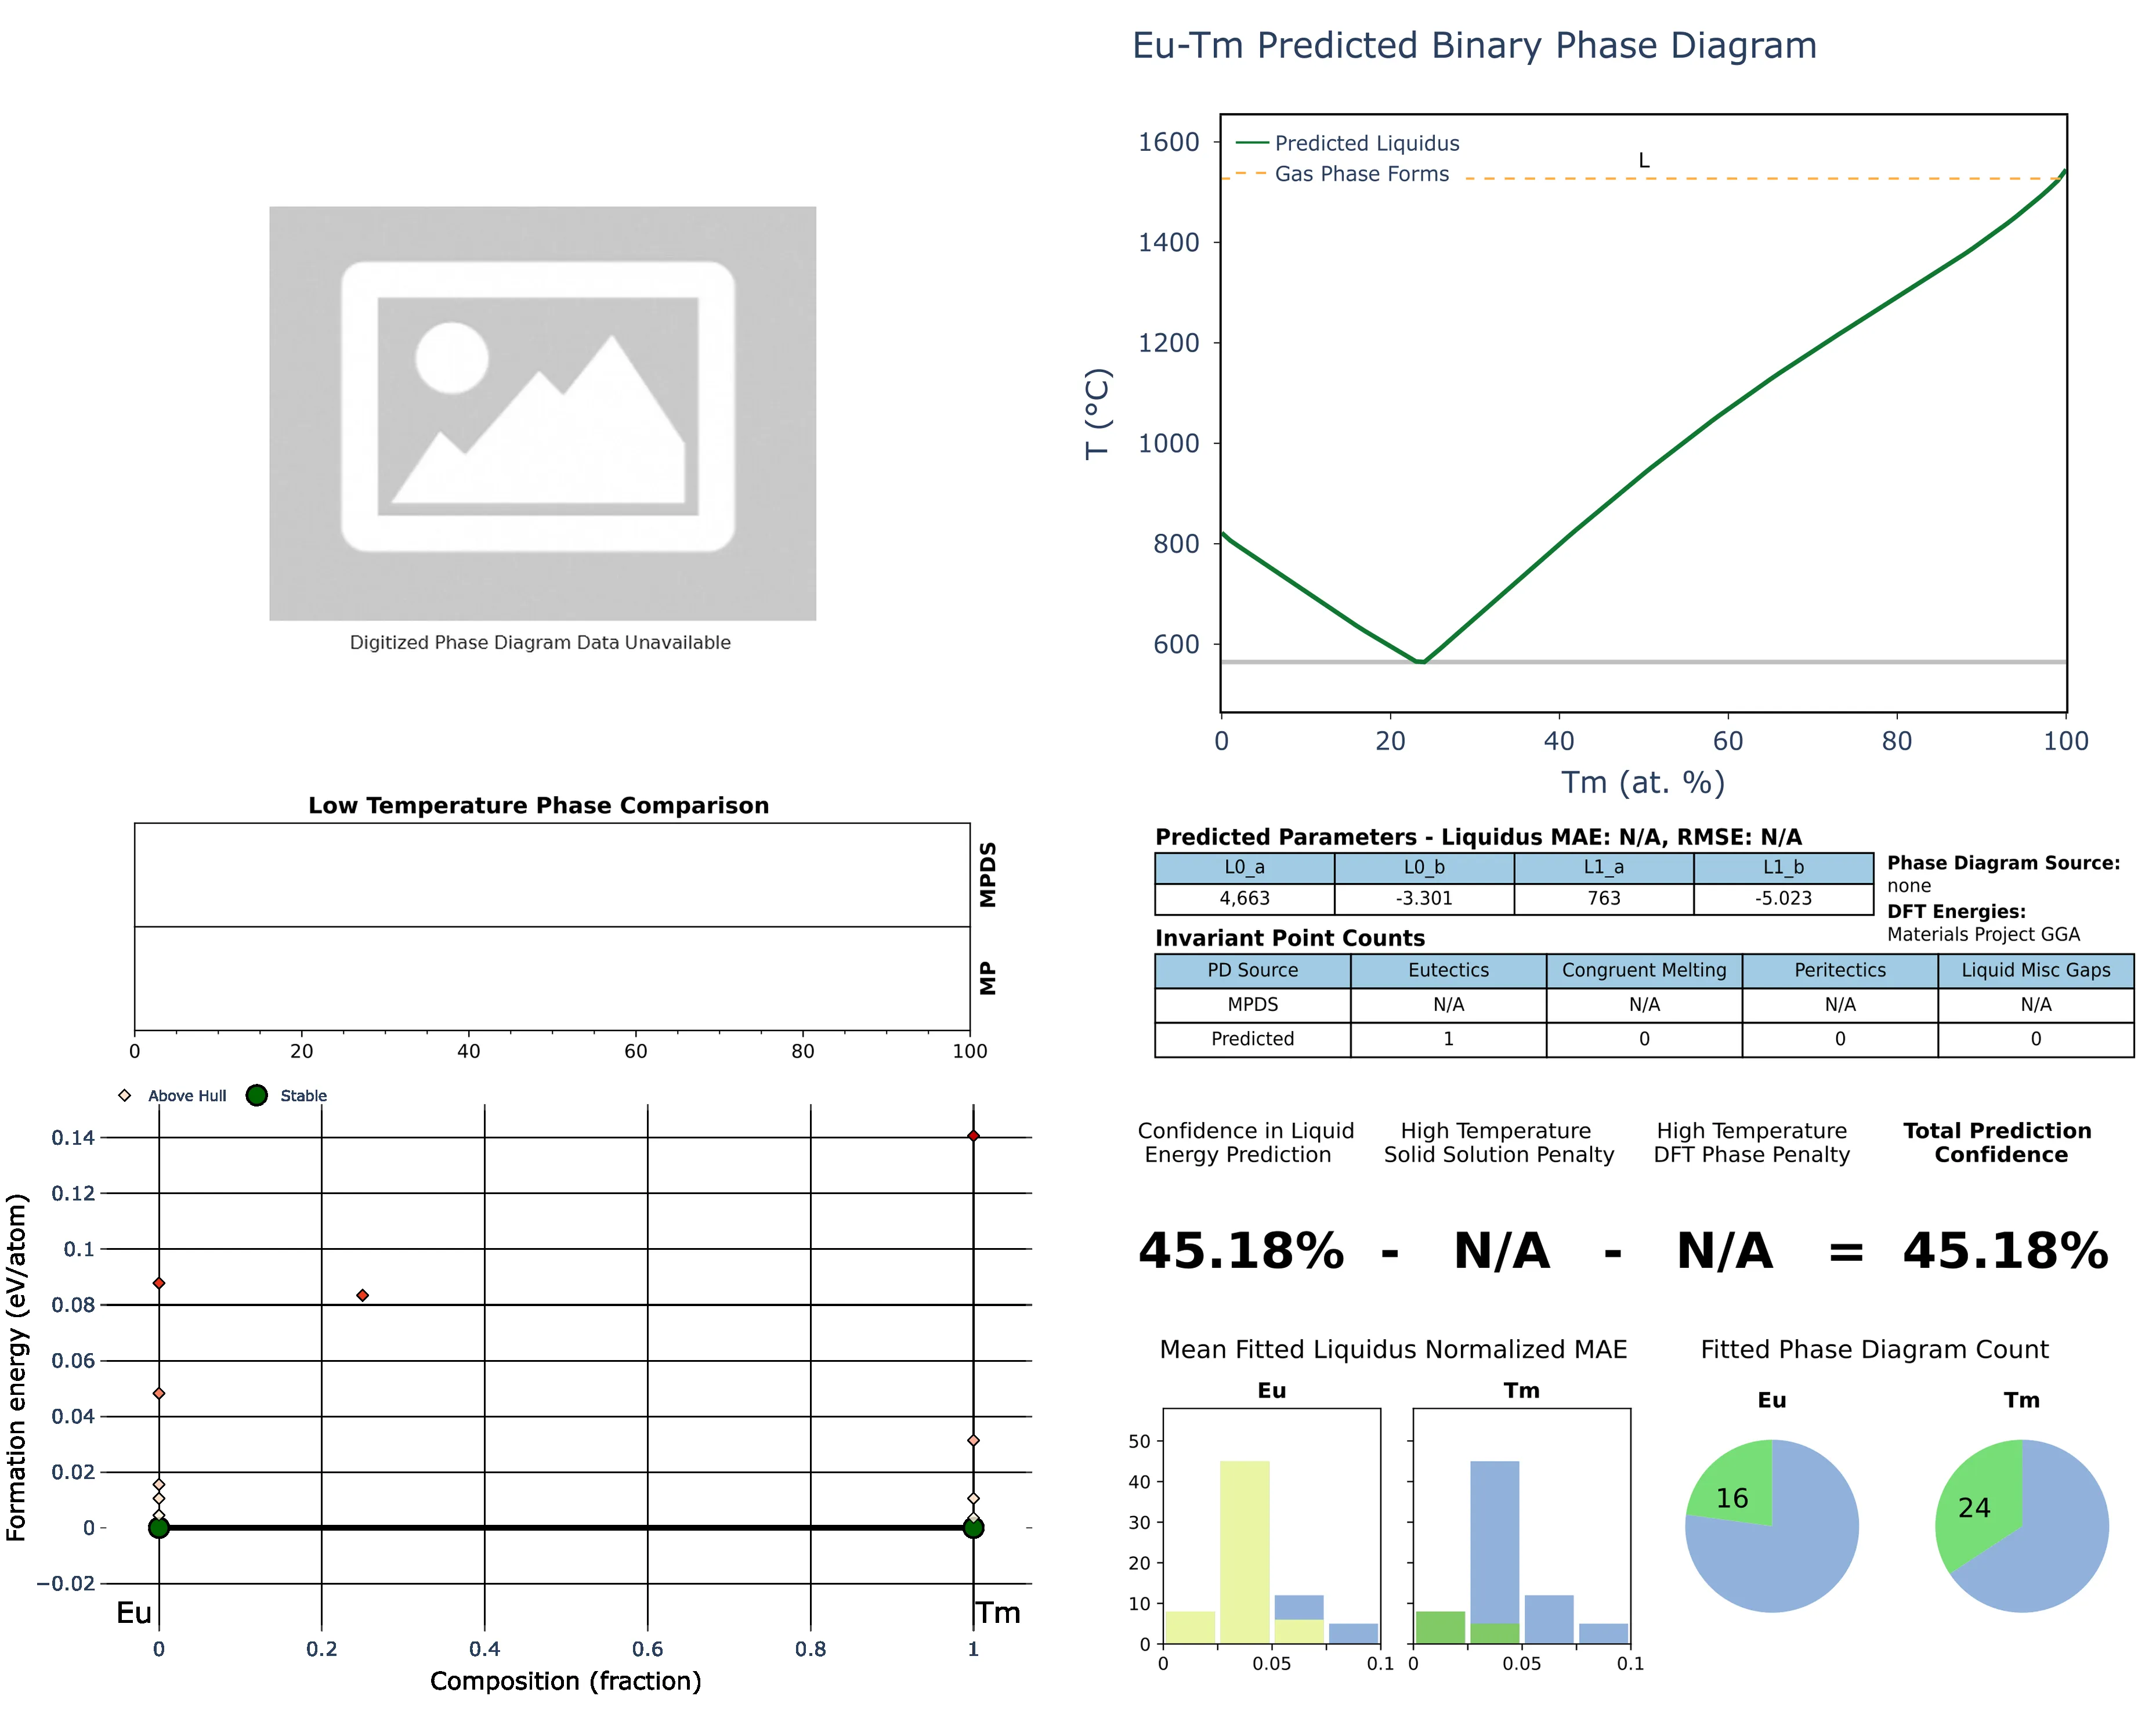 Eu-Tm Predicted Binary Phase Diagram
Predicted Liquidus
Gas Phase Forms
L
1600
1400
1200
1000
800
600
T (°C)
0 20 40 60 80 100
Tm (at. %)
Digitized Phase Diagram Data Unavailable
Low Temperature Phase Comparison
MPDS
MP
0 20 40 60 80 100
Predicted Parameters - Liquidus MAE: N/A, RMSE: N/A
L0_a L0_b L1_a L1_b
4,663 -3.301 763 -5.023
Phase Diagram Source:
none
DFT Energies:
Materials Project GGA
Invariant Point Counts
PD Source Eutectics Congruent Melting Peritectics Liquid Misc Gaps
MPDS N/A N/A N/A N/A
Predicted 1 0 0 0
Above Hull Stable
0.14
0.12
0.1
0.08
0.06
0.04
0.02
0
−0.02
Formation energy (eV/atom)
Eu Tm
0 0.2 0.4 0.6 0.8 1
Composition (fraction)
Confidence in Liquid Energy Prediction
High Temperature Solid Solution Penalty
High Temperature DFT Phase Penalty
Total Prediction Confidence
45.18% - N/A - N/A = 45.18%
Mean Fitted Liquidus Normalized MAE
Eu Tm
50
40
30
20
10
0
0 0.05 0.1 0 0.05 0.1
Fitted Phase Diagram Count
Eu Tm
16 24